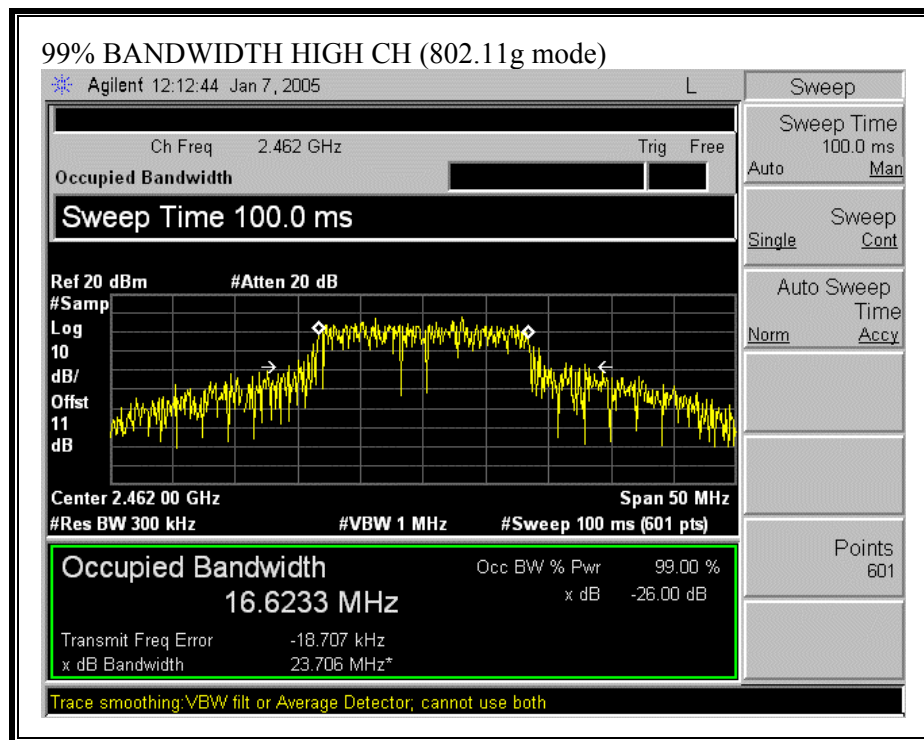 99% BANDWIDTH HIGH CH (802.11g mode)
Agilent 12:12:44 Jan 7, 2005 L Sweep
Ch Freq 2.462 GHz Trig Free
Occupied Bandwidth
Sweep Time 100.0 ms
Ref 20 dBm #Atten 20 dB
#Samp
Log
10
dB/
Offst
11
dB
Center 2.462 00 GHz Span 50 MHz
#Res BW 300 kHz #VBW 1 MHz #Sweep 100 ms (601 pts)
Occupied Bandwidth Occ BW % Pwr 99.00 %
16.6233 MHz x dB -26.00 dB
Transmit Freq Error -18.707 kHz
x dB Bandwidth 23.706 MHz*
Trace smoothing:VBW filt or Average Detector; cannot use both
Sweep Time
100.0 ms
Auto Man
Sweep
Single Cont
Auto Sweep
Time
Norm Accy
Points
601